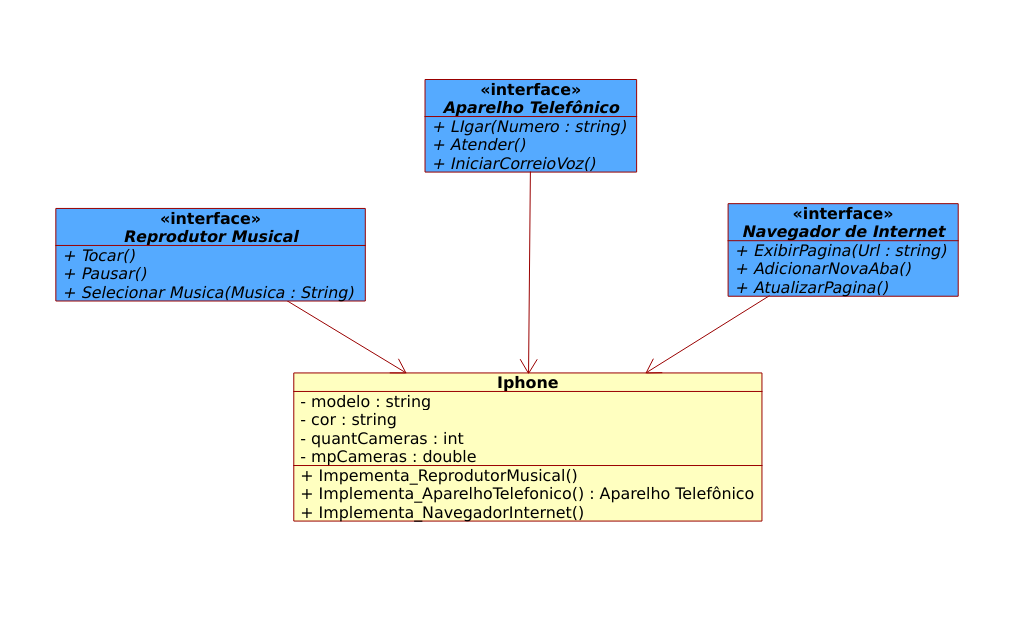 «interface»
Aparelho Telefônico
+ LIgar(Numero : string)
+ Atender()
+ IniciarCorreioVoz()
«interface»
Reprodutor Musical
+ Tocar()
+ Pausar()
+ Selecionar Musica(Musica : String)
«interface»
Navegador de Internet
+ ExibirPagina(Url : string)
+ AdicionarNovaAba()
+ AtualizarPagina()
Iphone
- modelo : string
- cor : string
- quantCameras : int
- mpCameras : double
+ Impementa_ReprodutorMusical()
+ Implementa_AparelhoTelefonico() : Aparelho Telefônico
+ Implementa_NavegadorInternet()